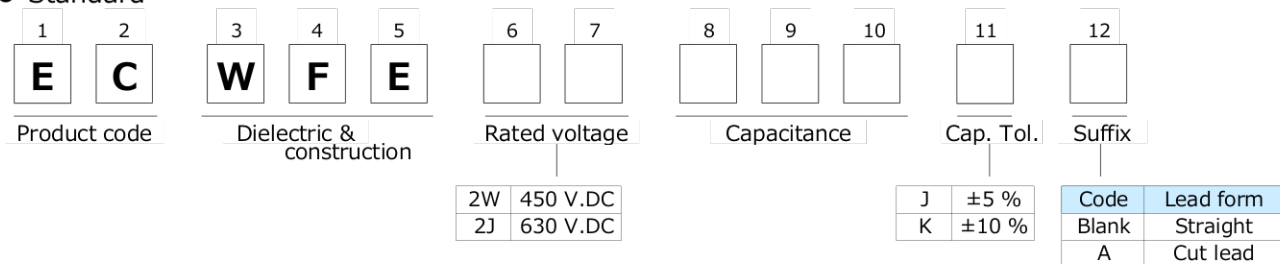 Standard
1 2 3 4 5 6 7 8 9 10 11 12
E C W F E
Product code Dielectric & construction Rated voltage Capacitance Cap. Tol. Suffix
2W 450 V.DC J ±5 % Code Lead form
2J 630 V.DC K ±10 % Blank Straight
A Cut lead